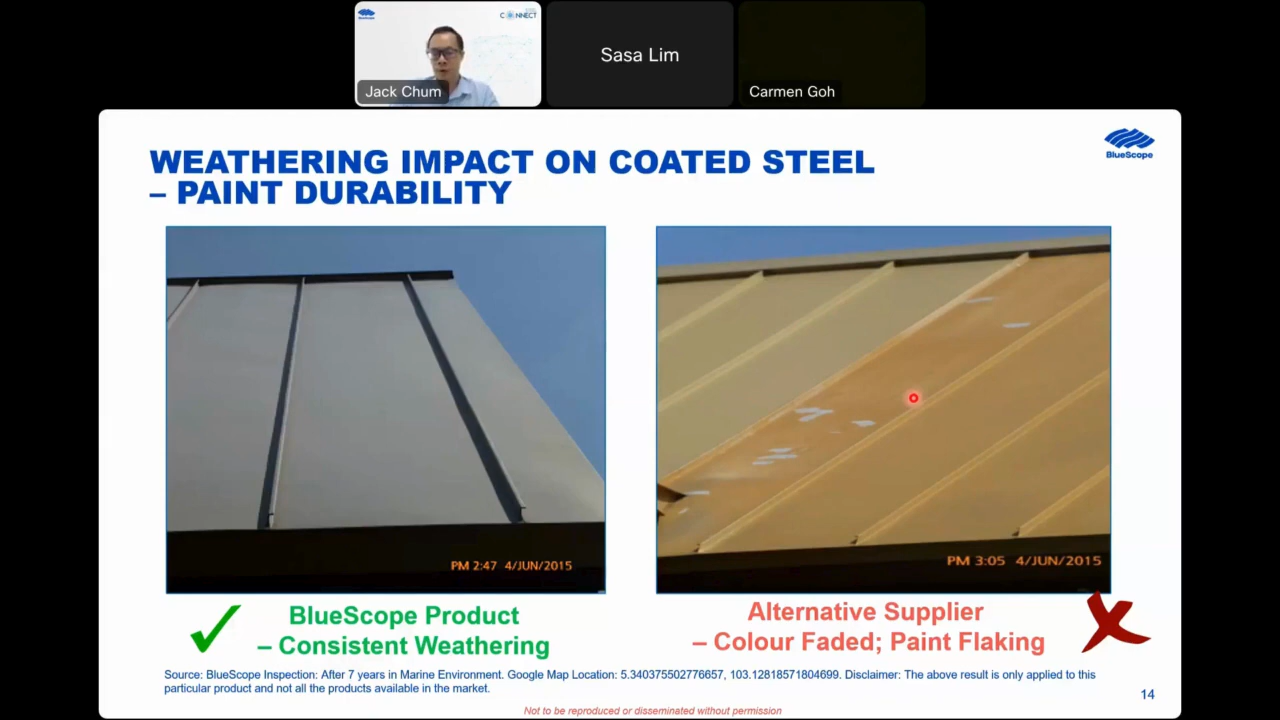 BlueScope
CONNECT
Jack Chum
Sasa Lim
Carmen Goh
BlueScope
WEATHERING IMPACT ON COATED STEEL
– PAINT DURABILITY
PM 2:47 4/JUN/2015
PM 3:05 4/JUN/2015
BlueScope Product
– Consistent Weathering
Alternative Supplier
– Colour Faded; Paint Flaking
Source: BlueScope Inspection: After 7 years in Marine Environment. Google Map Location: 5.340375502776657, 103.12818571804699. Disclaimer: The above result is only applied to this
particular product and not all the products available in the market.
14
Not to be reproduced or disseminated without permission